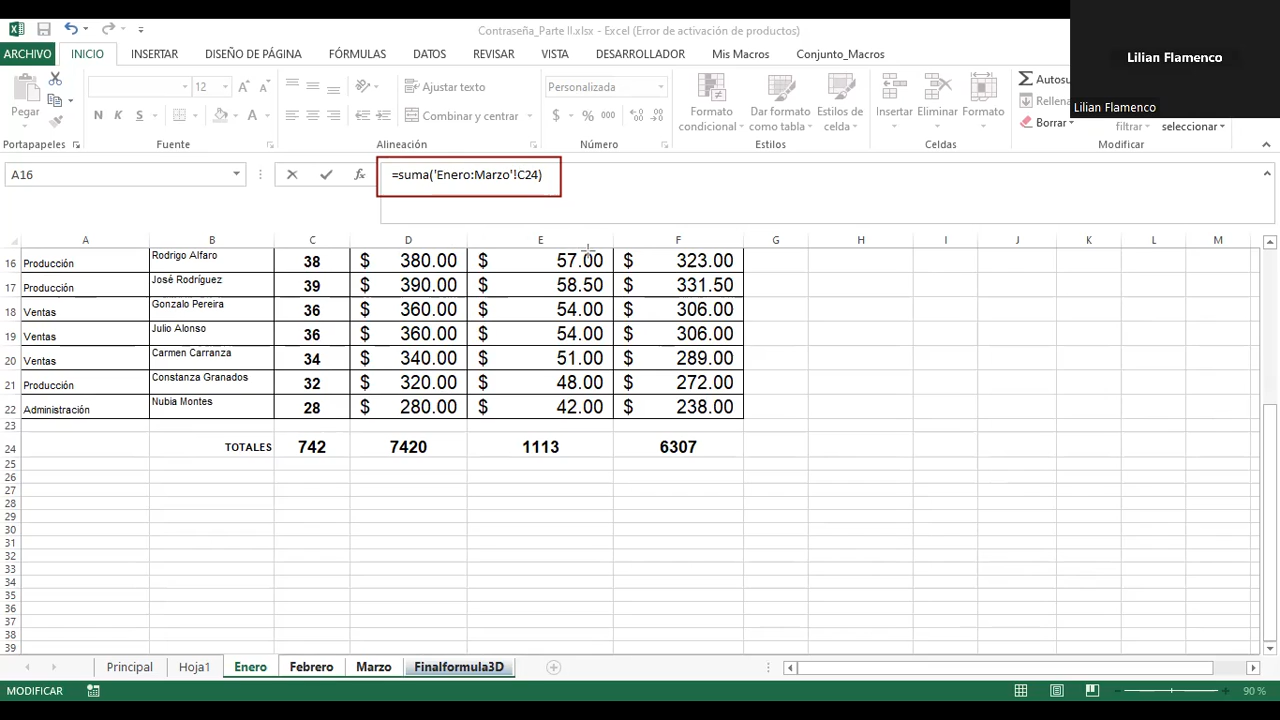 Contraseña_Parte II.xlsx - Excel (Error de activación de productos)
Lilian Flamenco
Lilian Flamenco
ARCHIVO INICIO INSERTAR DISEÑO DE PÁGINA FÓRMULAS DATOS REVISAR VISTA DESARROLLADOR Mis Macros Conjunto_Macros
Pegar
12
N K S
Ajustar texto
Combinar y centrar
Personalizada
$ % 000
Formato condicional
Dar formato como tabla
Estilos de celda
Insertar Eliminar Formato
Autosu
Rellena
Borrar
filtrar
seleccionar
Portapapeles Fuente Alineación Número Estilos Celdas Modificar
A16 fx =suma('Enero:Marzo'!C24)
A B C D E F G H I J K L M
16 Producción Rodrigo Alfaro 38 $ 380.00 $ 57.00 $ 323.00
17 Producción José Rodríguez 39 $ 390.00 $ 58.50 $ 331.50
18 Ventas Gonzalo Pereira 36 $ 360.00 $ 54.00 $ 306.00
19 Ventas Julio Alonso 36 $ 360.00 $ 54.00 $ 306.00
20 Ventas Carmen Carranza 34 $ 340.00 $ 51.00 $ 289.00
21 Producción Constanza Granados 32 $ 320.00 $ 48.00 $ 272.00
22 Administración Nubia Montes 28 $ 280.00 $ 42.00 $ 238.00
23
24 TOTALES 742 7420 1113 6307
25
26
27
28
29
30
31
32
33
34
35
36
37
38
39
Principal Hoja1 Enero Febrero Marzo Finalformula3D
MODIFICAR 90 %